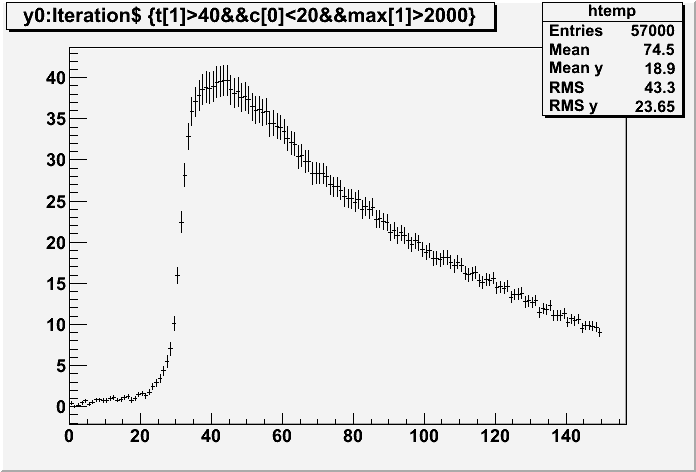 y0:Iteration$ {t[1]>40&&c[0]<20&&max[1]>2000}
htemp
Entries 57000
Mean 74.5
Mean y 18.9
RMS 43.3
RMS y 23.65
40
35
30
25
20
15
10
5
0
0 20 40 60 80 100 120 140